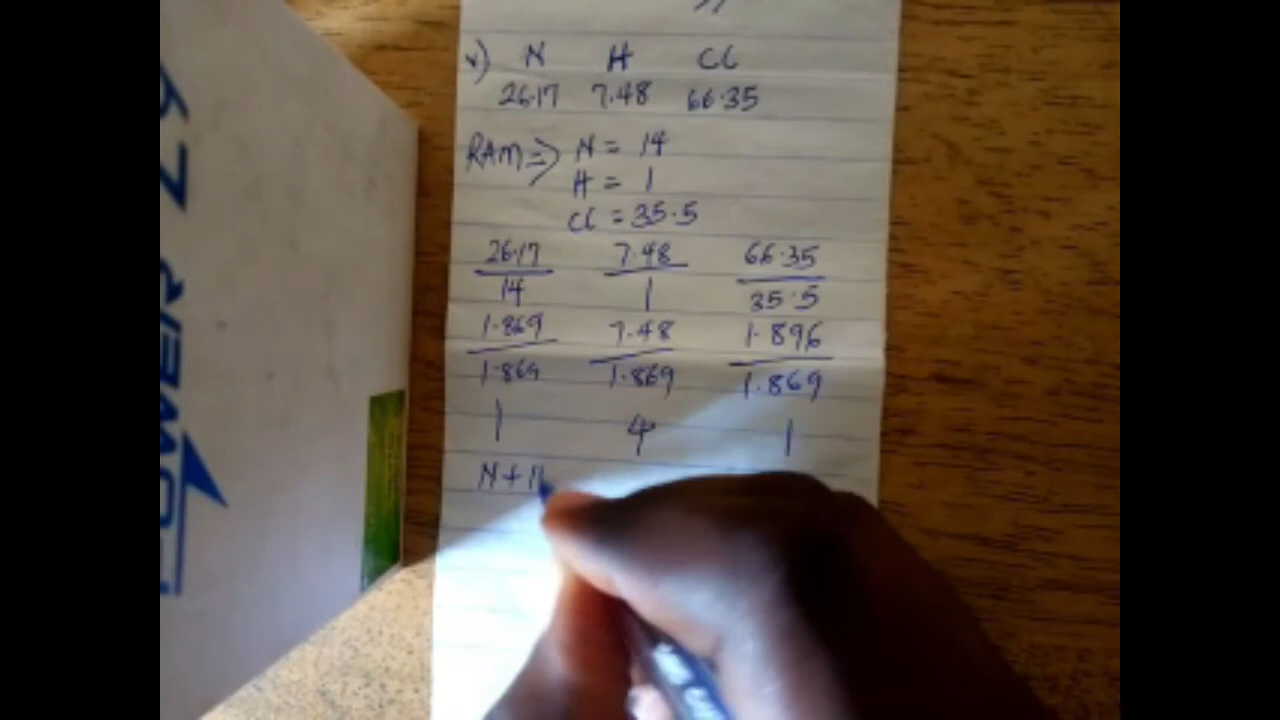 v) N H Cl
26.17 7.48 66.35
RAM => N = 14
H = 1
Cl = 35.5
26.17 7.48 66.35
14 1 35.5
1.869 7.48 1.896
1.869 1.869 1.869
1 4 1
N + H